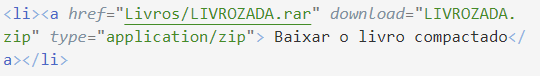 <li><a href="Livros/LIVROZADA.rar" download="LIVROZADA.
zip" type="application/zip"> Baixar o livro compactado</
a></li>